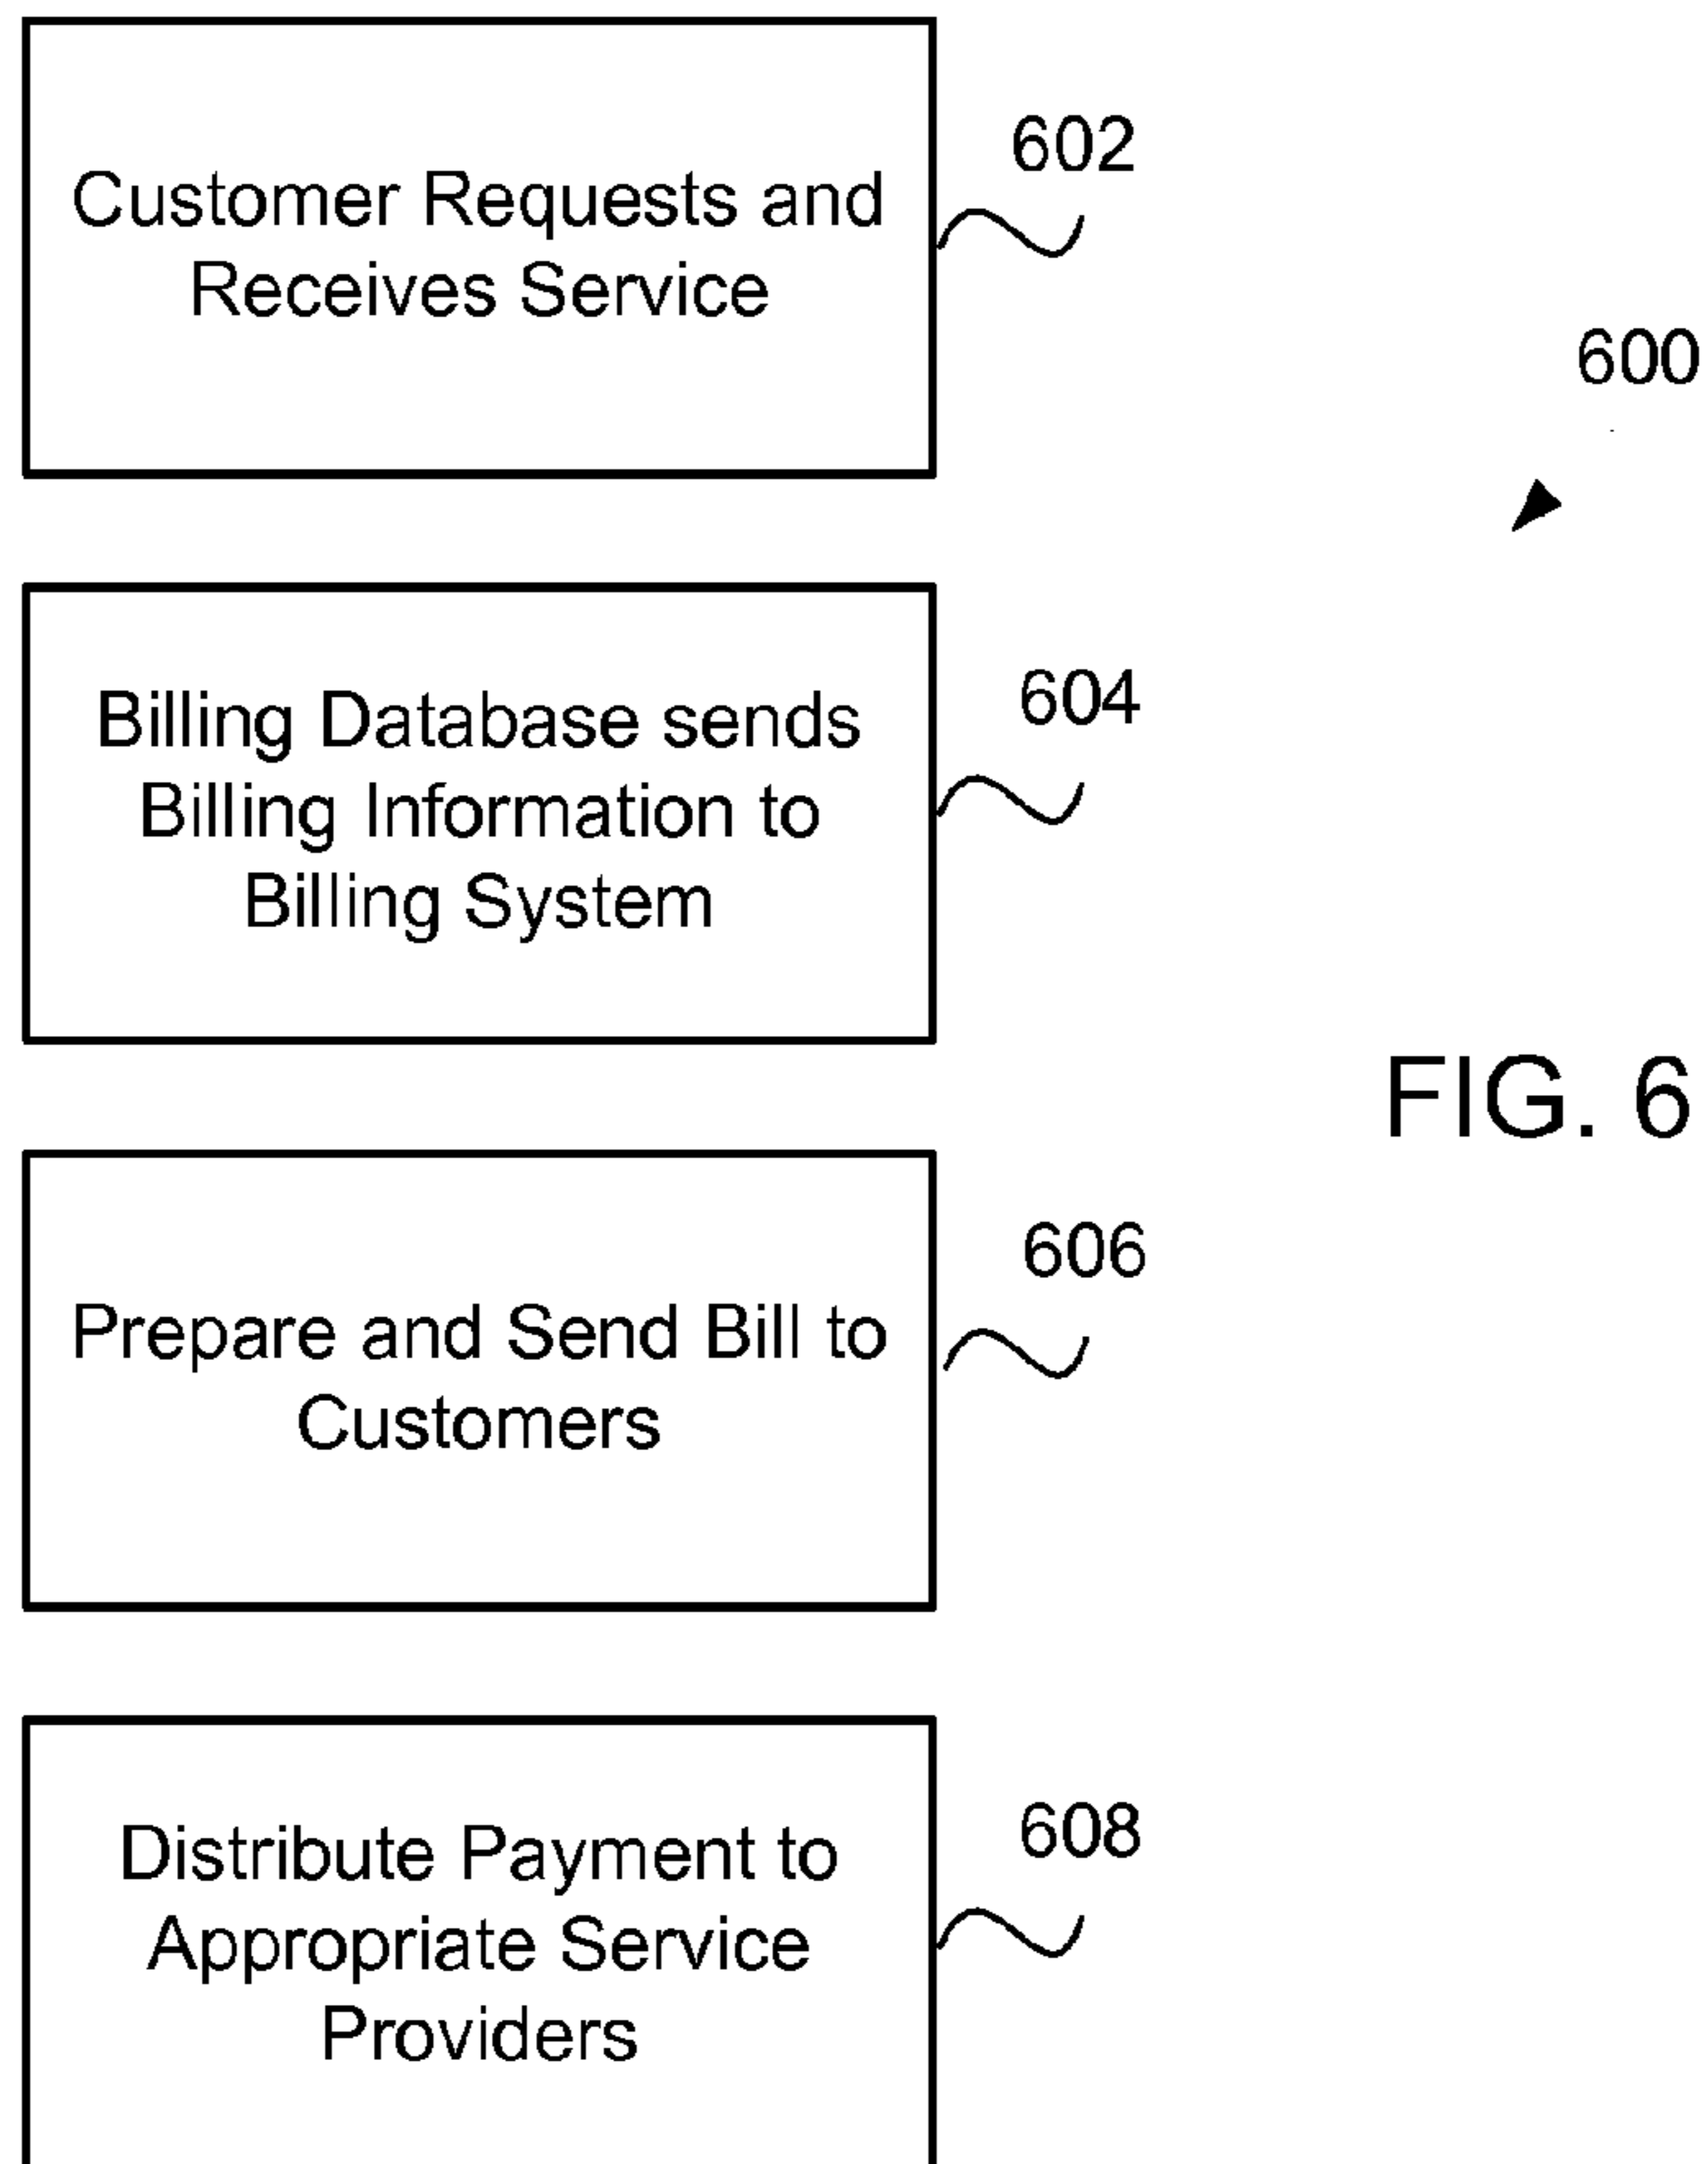 Customer Requests and
Receives Service
602
600
Billing Database sends
Billing Information to
Billing System
604
FIG. 6
Prepare and Send Bill to
Customers
606
Distribute Payment to
Appropriate Service
Providers
608